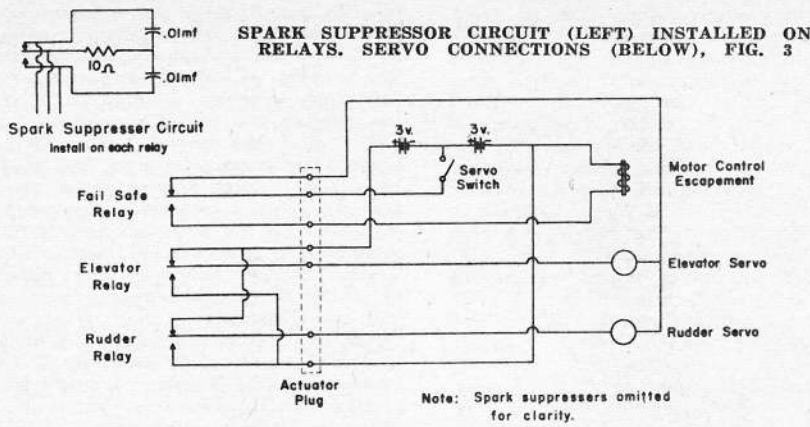 SPARK SUPPRESSOR CIRCUIT (LEFT) INSTALLED ON
RELAYS. SERVO CONNECTIONS (BELOW), FIG. 3
.01mf
10Ω
.01mf
Spark Suppresser Circuit
Install on each relay
3v.
+ -
3v.
+ -
Servo
Switch
Motor Control
Escapement
Fail Safe
Relay
Elevator
Relay
Elevator Servo
Rudder
Relay
Rudder Servo
Actuator
Plug
Note: Spark suppressers omitted
for clarity.